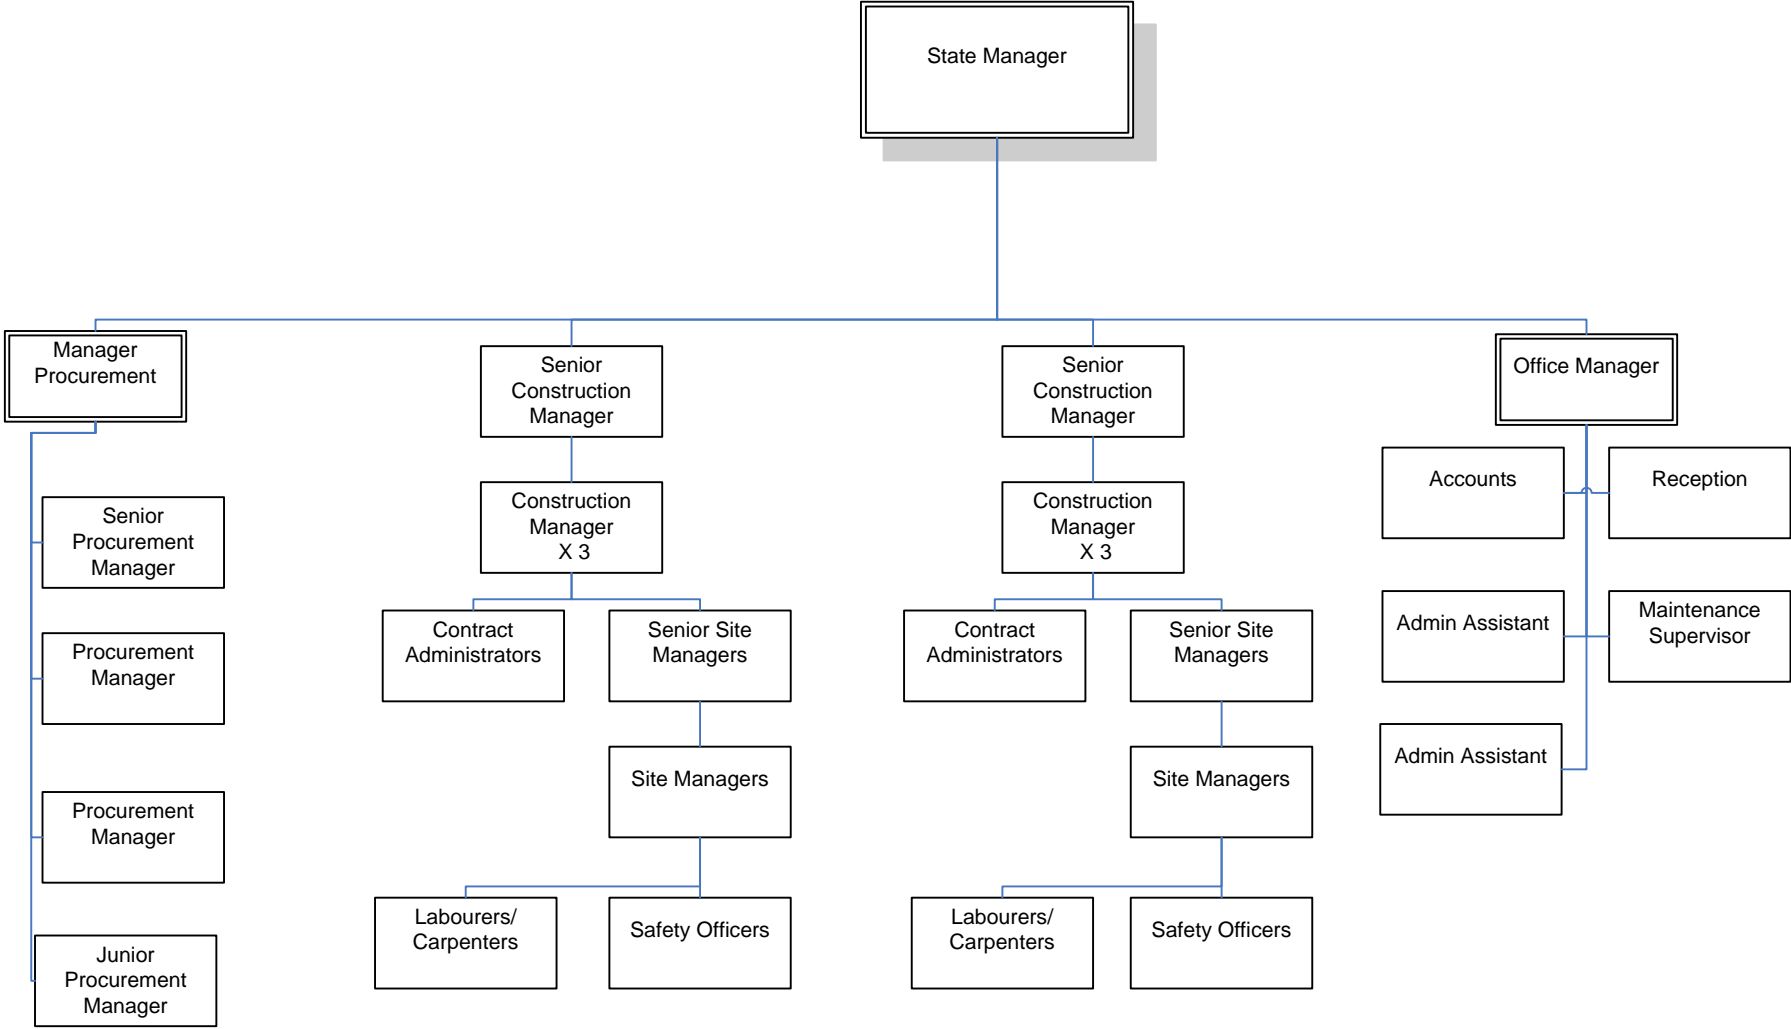 State Manager
Manager
Procurement
Senior
Construction
Manager
Senior
Construction
Manager
Office Manager
Accounts
Reception
Construction
Manager
X 3
Construction
Manager
X 3
Senior
Procurement
Manager
Contract
Administrators
Senior Site
Managers
Contract
Administrators
Senior Site
Managers
Admin Assistant
Maintenance
Supervisor
Procurement
Manager
Site Managers
Site Managers
Admin Assistant
Procurement
Manager
Labourers/
Carpenters
Safety Officers
Labourers/
Carpenters
Safety Officers
Junior
Procurement
Manager